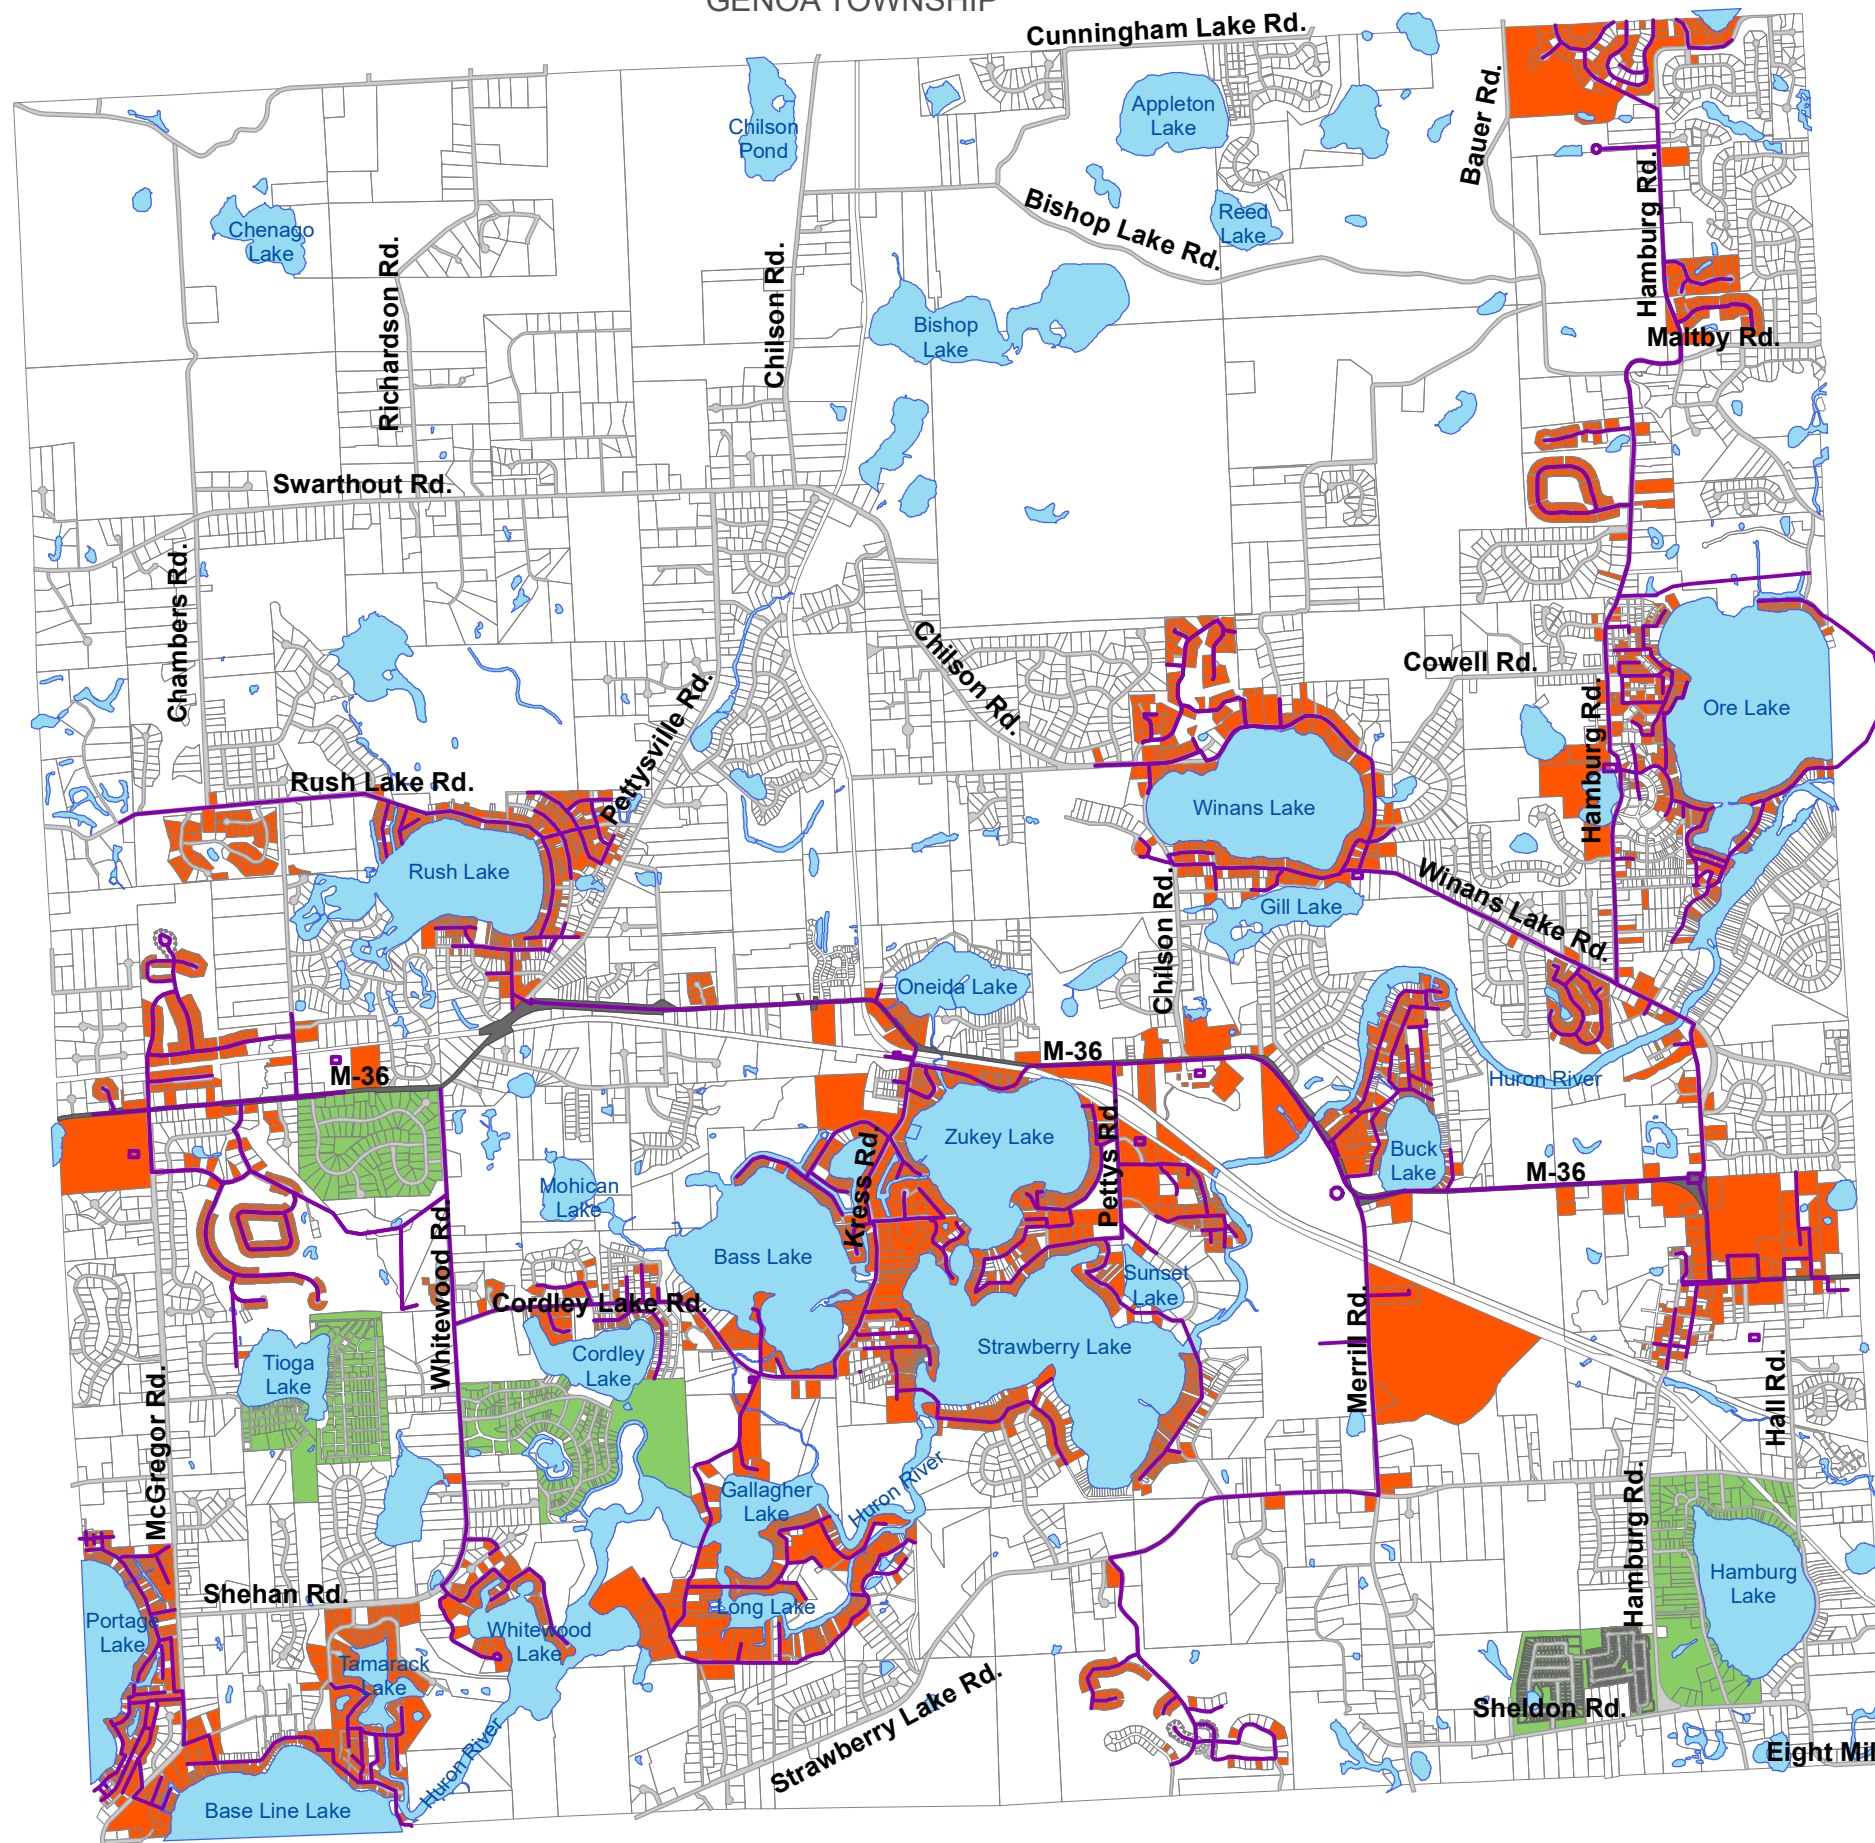 GENOA TOWNSHIP
Cunningham Lake Rd.
Bauer Rd.
Appleton
Lake
Chilson
Pond
Hamburg Rd.
Bishop Lake Rd.
Reed
Lake
Chenago
Lake
Richardson Rd.
Chilson Rd.
Bishop
Lake
Maltby Rd.
Swarthout Rd.
Chambers Rd.
Chilson Rd.
Cowell Rd.
Pettysville Rd.
Hamburg Rd.
Ore Lake
Rush Lake Rd.
Winans Lake
Rush Lake
Winans Lake Rd.
Gill Lake
Chilson Rd.
Oneida Lake
M-36
M-36
Huron River
Zukey Lake
Pettys Rd.
Kress Rd.
Buck
Lake
M-36
Mohican
Lake
Whitewood Rd.
Bass Lake
Sunset
Lake
Cordley Lake Rd.
Cordley
Lake
Strawberry Lake
Merrill Rd.
Tioga
Lake
Hall Rd.
McGregor Rd.
Gallagher
Lake
Huron River
Hamburg Rd.
Hamburg
Lake
Shehan Rd.
Long Lake
Portage
Lake
Whitewood
Lake
Tamarack
Lake
Strawberry Lake Rd.
Sheldon Rd.
Huron River
Eight Mil
Base Line Lake